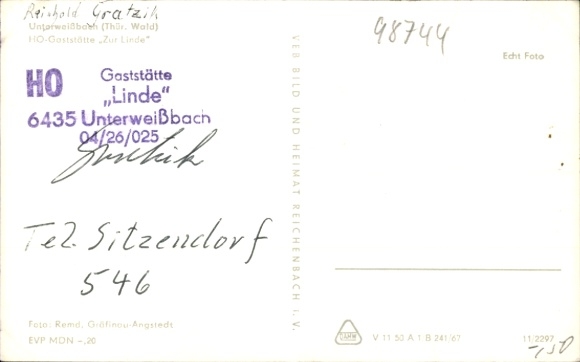 Reinhold Gratzik
Unterweißbach (Thür. Wald)
HO-Gaststätte "Zur Linde"
98744
Echt Foto
HO Gaststätte
„Linde"
6435 Unterweißbach
04/26/025
Tel. Sitzendorf
546
VEB BILD UND HEIMAT REICHENBACH i. V.
Foto: Remd, Gräfinau-Angstedt
EVP MDN -,20
V 11 50 A 1 B 241/67
11/2297
-,50